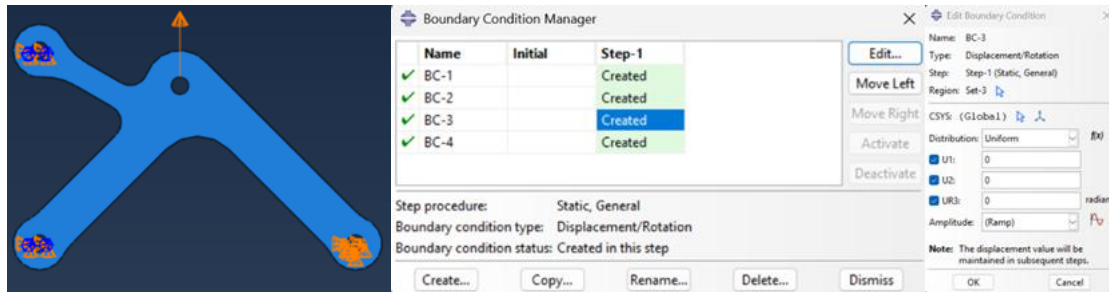 Boundary Condition Manager
Name Initial Step-1
BC-1 Created
BC-2 Created
BC-3 Created
BC-4 Created
Edit...
Move Left
Move Right
Activate
Deactivate
Step procedure: Static, General
Boundary condition type: Displacement/Rotation
Boundary condition status: Created in this step
Create... Copy... Rename... Delete... Dismiss
Edit Boundary Condition
Name: BC-3
Type: Displacement/Rotation
Step: Step-1 (Static, General)
Region: Set-3
CSYS: (Global)
Distribution: Uniform f(x)
U1: 0
U2: 0
UR3: 0 radian
Amplitude: (Ramp)
Note: The displacement value will be
maintained in subsequent steps.
OK Cancel